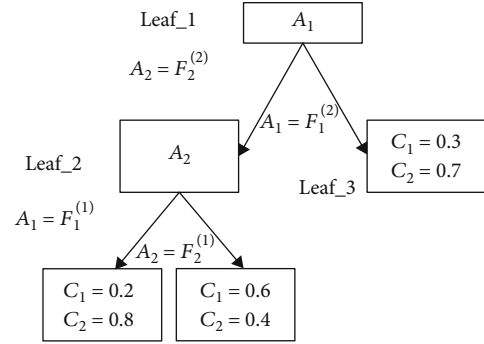 Leaf_1
A₁
A₂ = F₂⁽²⁾
A₁ = F₁⁽²⁾
A₂
C₁ = 0.3
C₂ = 0.7
Leaf_2
Leaf_3
A₁ = F₁⁽¹⁾
A₂ = F₂⁽¹⁾
C₁ = 0.2
C₂ = 0.8
C₁ = 0.6
C₂ = 0.4